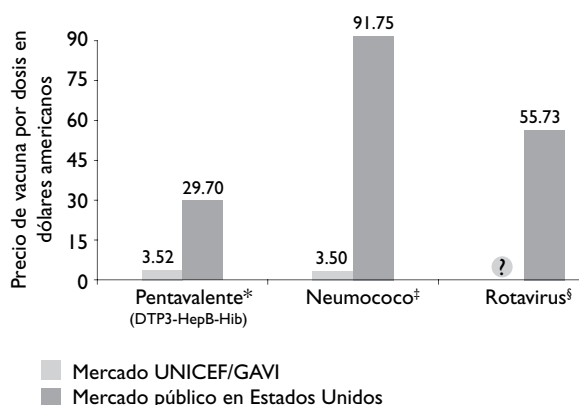 Precio de vacuna por dosis en
dólares americanos
90
75
60
45
30
15
0
3.52
29.70
3.50
91.75
?
55.73
Pentavalente*
(DTP3-HepB-Hib)
Neumococo‡
Rotavirus§
Mercado UNICEF/GAVI
Mercado público en Estados Unidos